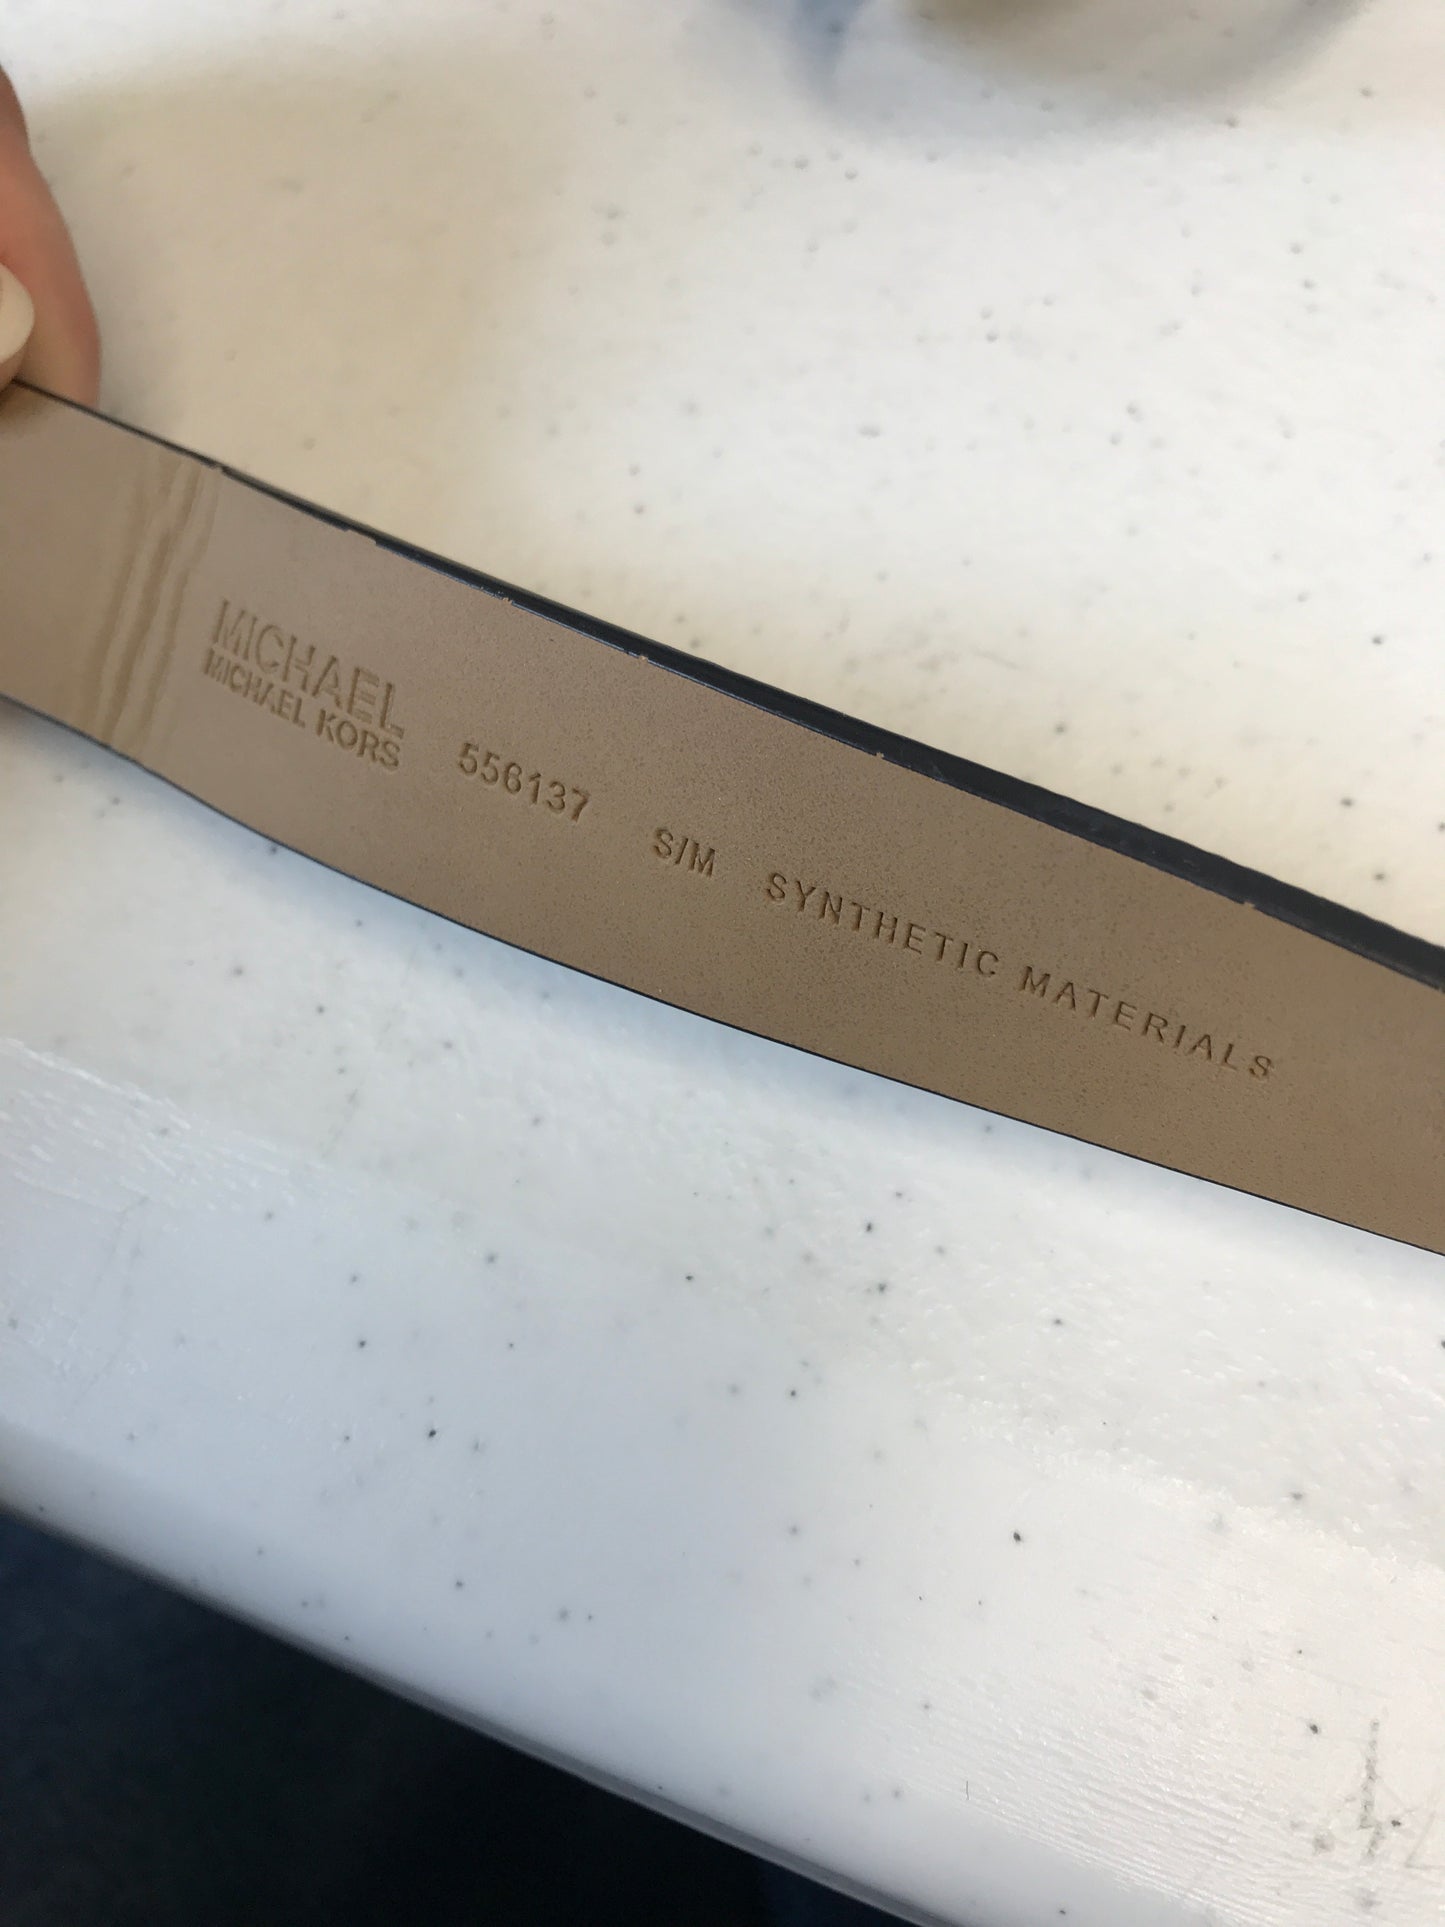 MICHAEL
MICHAEL KORS
556137 S/M SYNTHETIC MATERIALS